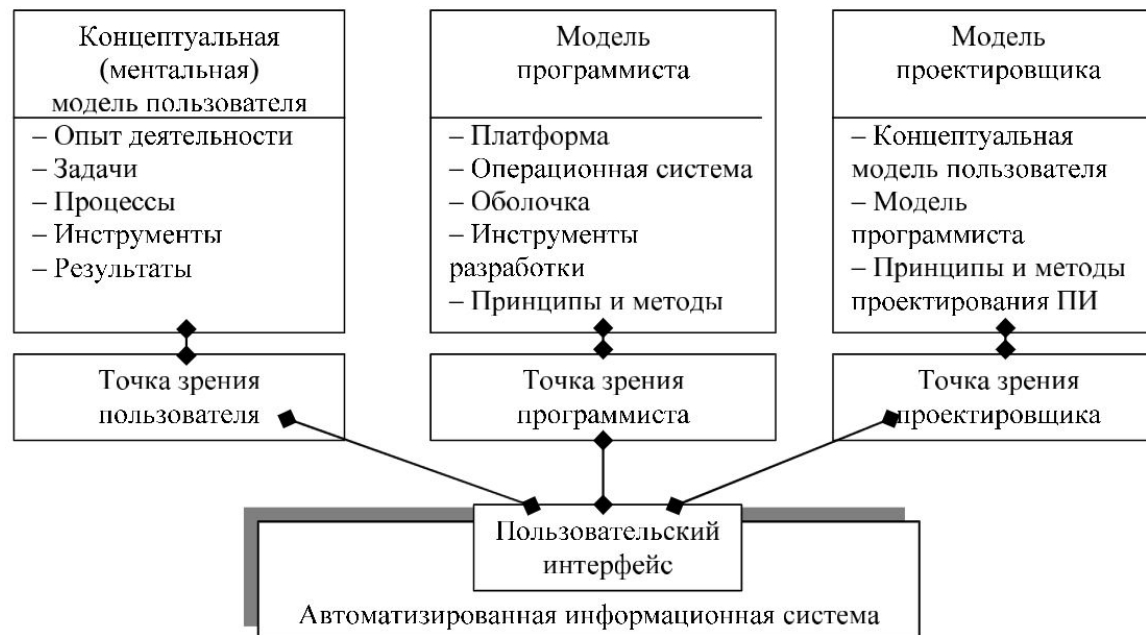 Концептуальная
(ментальная)
модель пользователя
– Опыт деятельности
– Задачи
– Процессы
– Инструменты
– Результаты
Модель
программиста
– Платформа
– Операционная система
– Оболочка
– Инструменты
разработки
– Принципы и методы
Модель
проектировщика
– Концептуальная
модель пользователя
– Модель
программиста
– Принципы и методы
проектирования ПИ
Точка зрения
пользователя
Точка зрения
программиста
Точка зрения
проектировщика
Пользовательский
интерфейс
Автоматизированная информационная система